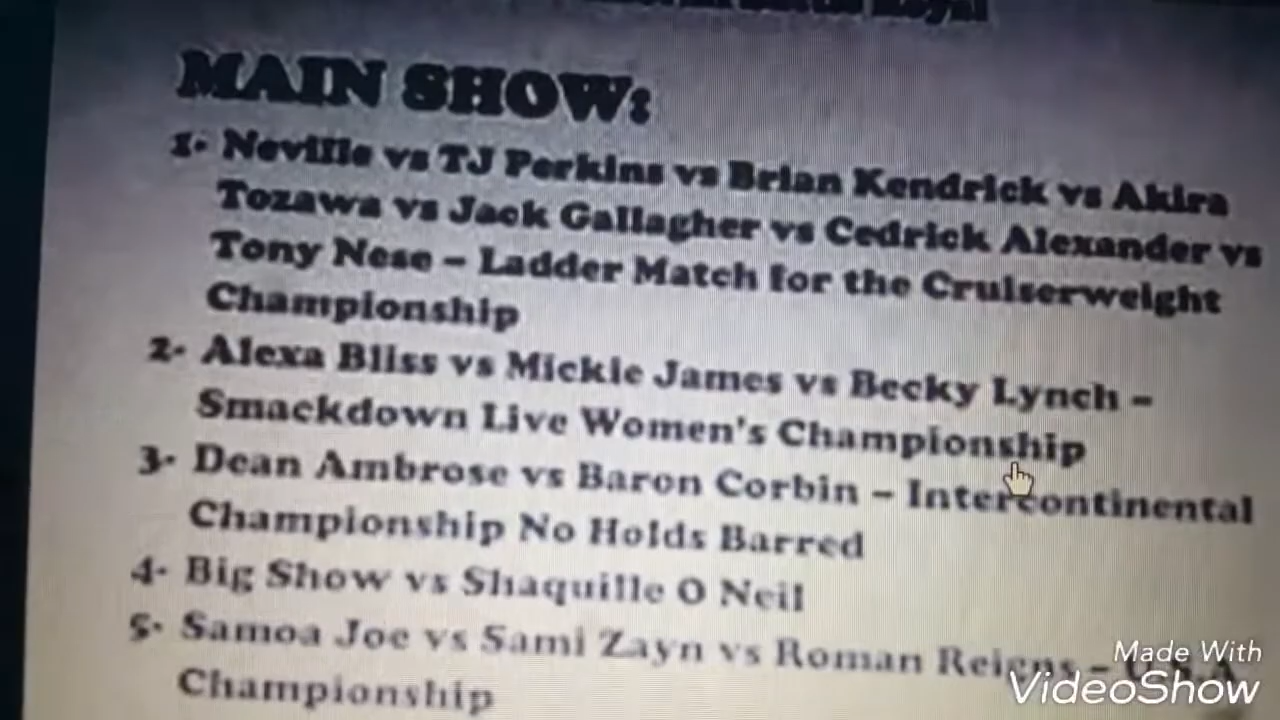 Royal
MAIN SHOW:
1- Neville vs TJ Perkins vs Brian Kendrick vs Akira
Tozawa vs Jack Gallagher vs Cedrick Alexander vs
Tony Nese – Ladder Match for the Cruiserweight
Championship
2- Alexa Bliss vs Mickie James vs Becky Lynch –
Smackdown Live Women's Championship
3- Dean Ambrose vs Baron Corbin – Intercontinental
Championship No Holds Barred
4- Big Show vs Shaquille O Neil
5- Samoa Joe vs Sami Zayn vs Roman Reigns –
Championship
Made With
VideoShow